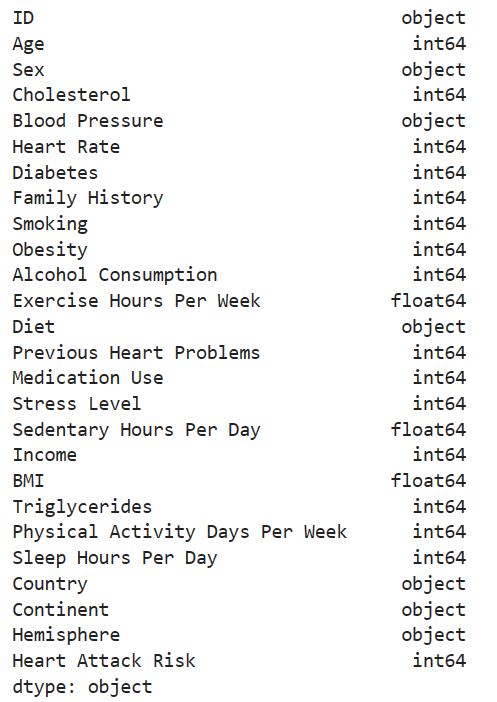 ID object
Age int64
Sex object
Cholesterol int64
Blood Pressure object
Heart Rate int64
Diabetes int64
Family History int64
Smoking int64
Obesity int64
Alcohol Consumption int64
Exercise Hours Per Week float64
Diet object
Previous Heart Problems int64
Medication Use int64
Stress Level int64
Sedentary Hours Per Day float64
Income int64
BMI float64
Triglycerides int64
Physical Activity Days Per Week int64
Sleep Hours Per Day int64
Country object
Continent object
Hemisphere object
Heart Attack Risk int64
dtype: object